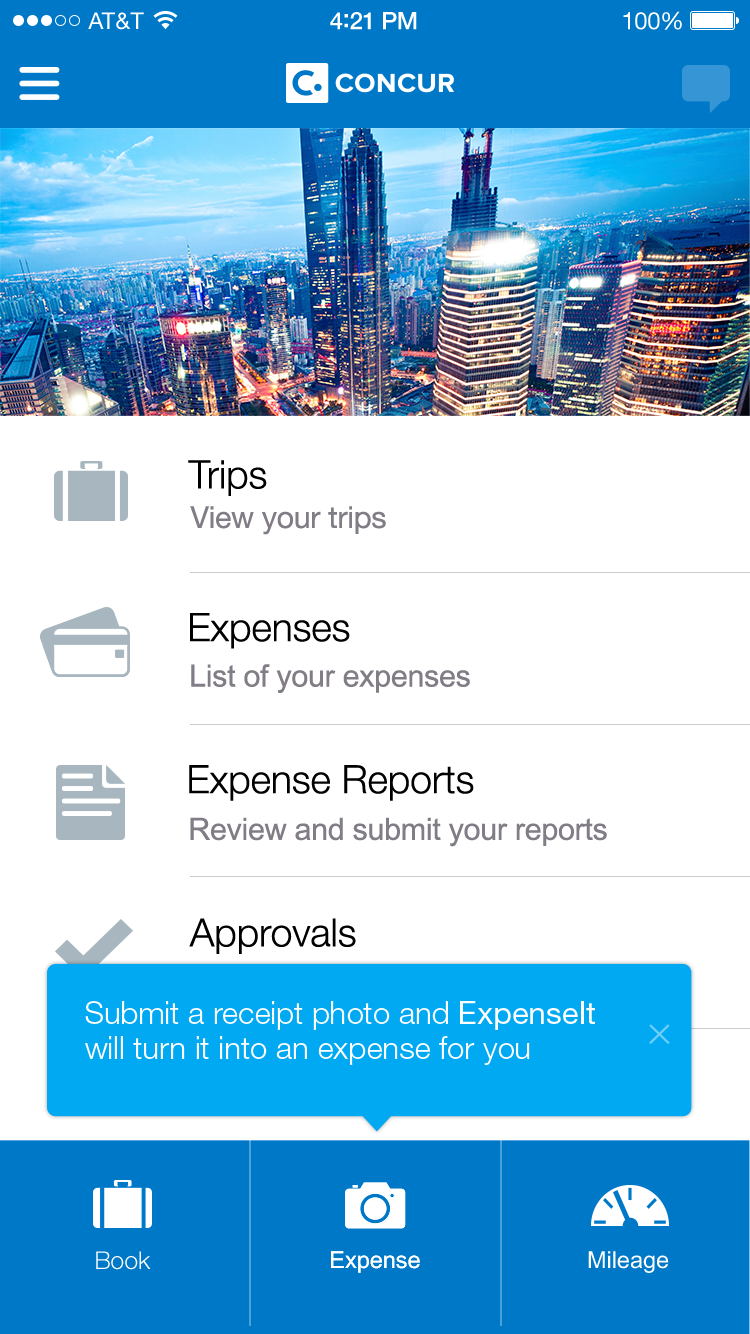 AT&T 4:21 PM 100%
C. CONCUR
Trips
View your trips
Expenses
List of your expenses
Expense Reports
Review and submit your reports
Approvals
Submit a receipt photo and ExpenseIt
will turn it into an expense for you
Book Expense Mileage